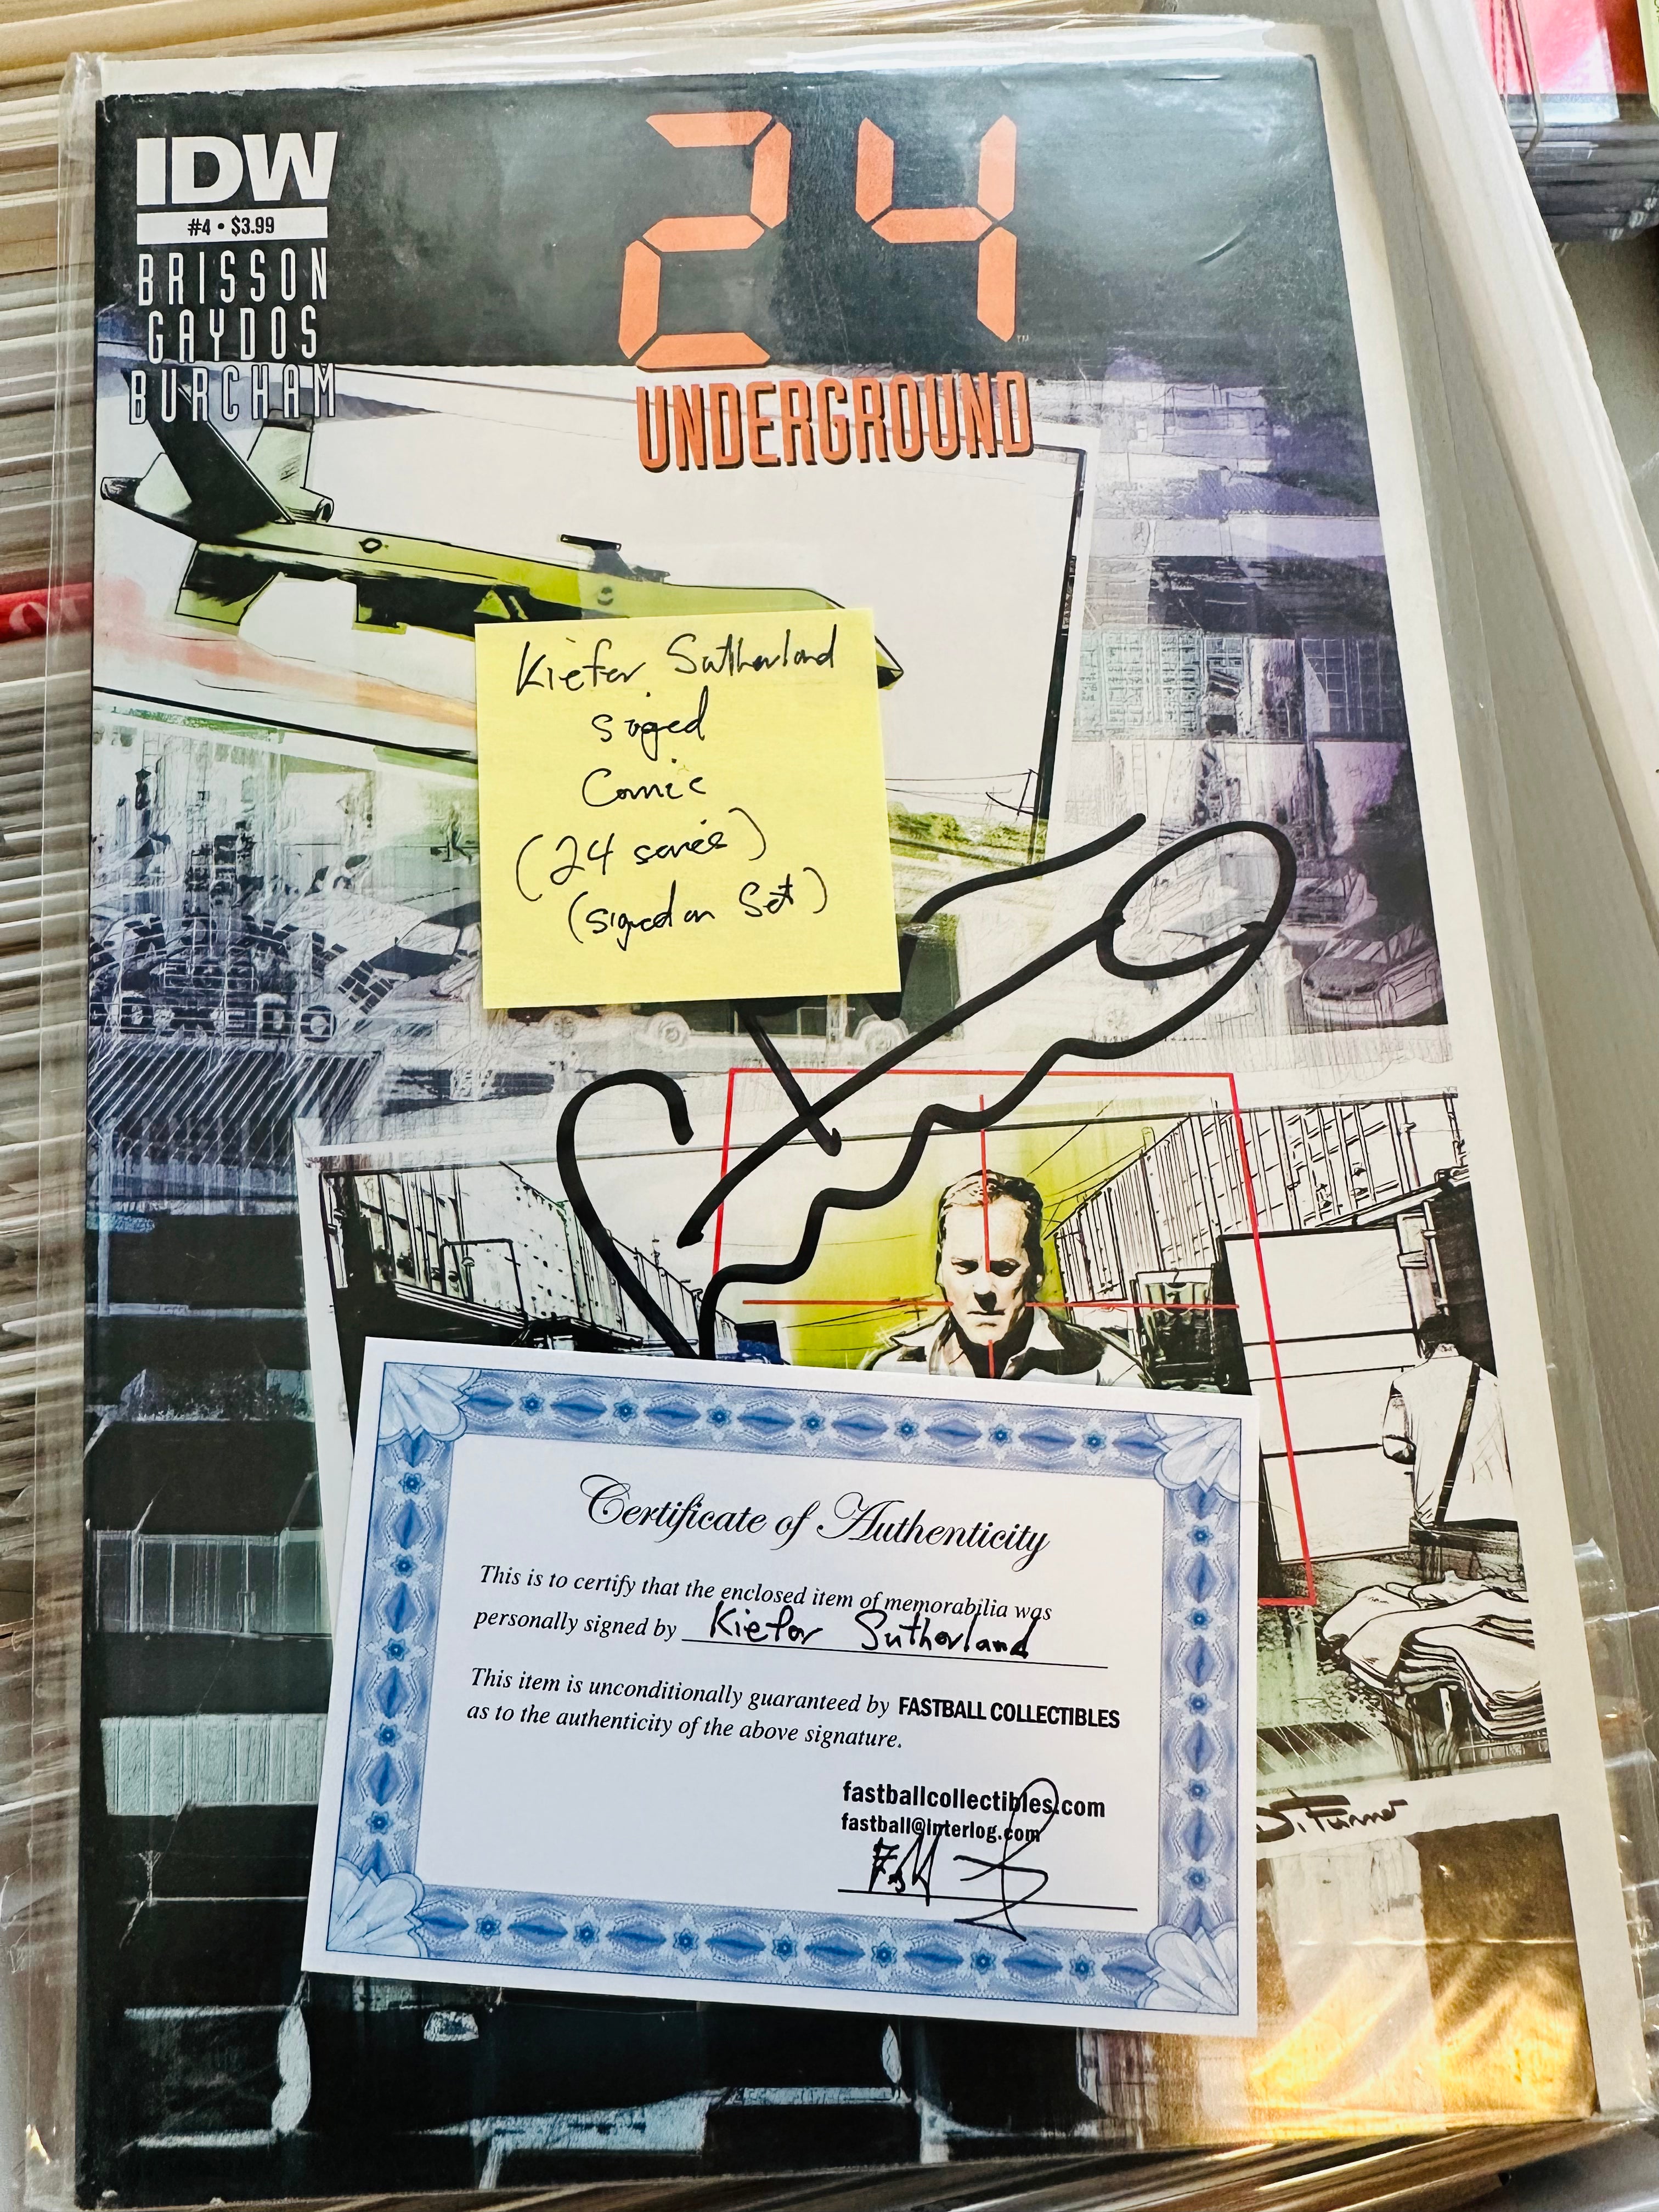 IDW
#4 • $3.99
BRISSON
GAYDOS
BURCHAM
24
TM
UNDERGROUND
Kiefer Sutherland
signed
Comic
(24 series)
(signed on Set)
Certificate of Authenticity
This is to certify that the enclosed item of memorabilia was
personally signed by Kiefer Sutherland
This item is unconditionally guaranteed by FASTBALL COLLECTIBLES
as to the authenticity of the above signature.
fastballcollectibles.com
fastball@interlog.com